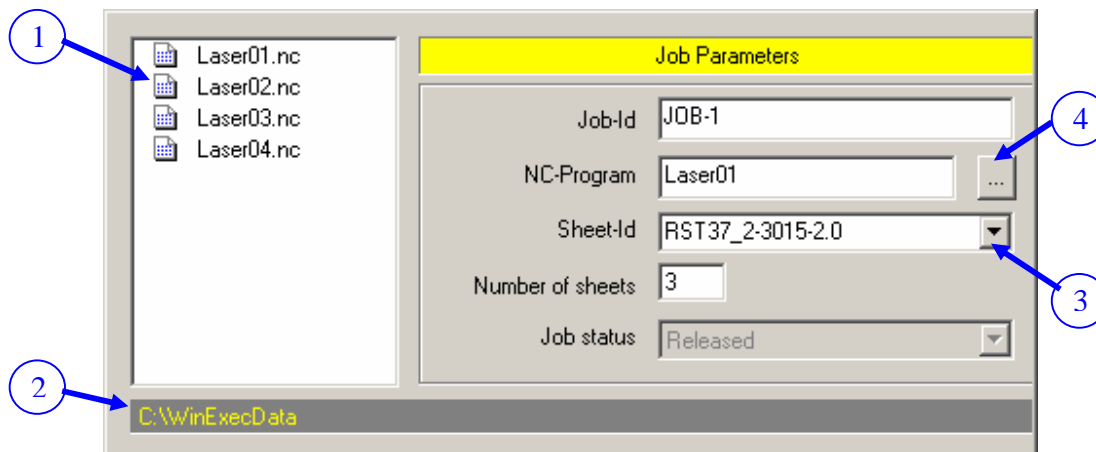 1
Laser01.nc
Laser02.nc
Laser03.nc
Laser04.nc
Job Parameters
Job-Id JOB-1
NC-Program Laser01 ...
4
Sheet-Id RST37_2-3015-2.0
Number of sheets 3
3
Job status Released
2
C:\WinExecData